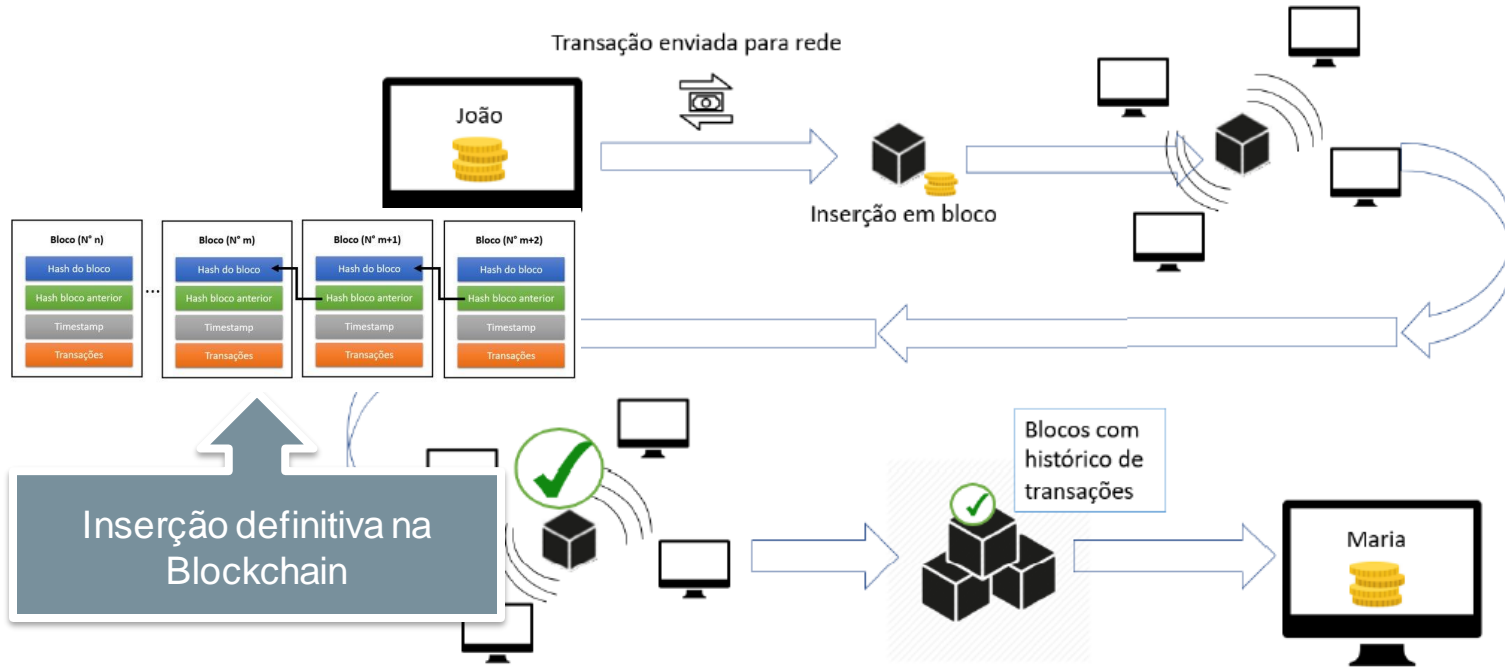 Transação enviada para rede
João
Inserção em bloco
Bloco (N° n)
Hash do bloco
Hash bloco anterior
Timestamp
Transações
...
Bloco (N° m)
Hash do bloco
Hash bloco anterior
Timestamp
Transações
Bloco (N° m+1)
Hash do bloco
Hash bloco anterior
Timestamp
Transações
Bloco (N° m+2)
Hash do bloco
Hash bloco anterior
Timestamp
Transações
Inserção definitiva na
Blockchain
Blocos com
histórico de
transações
Maria